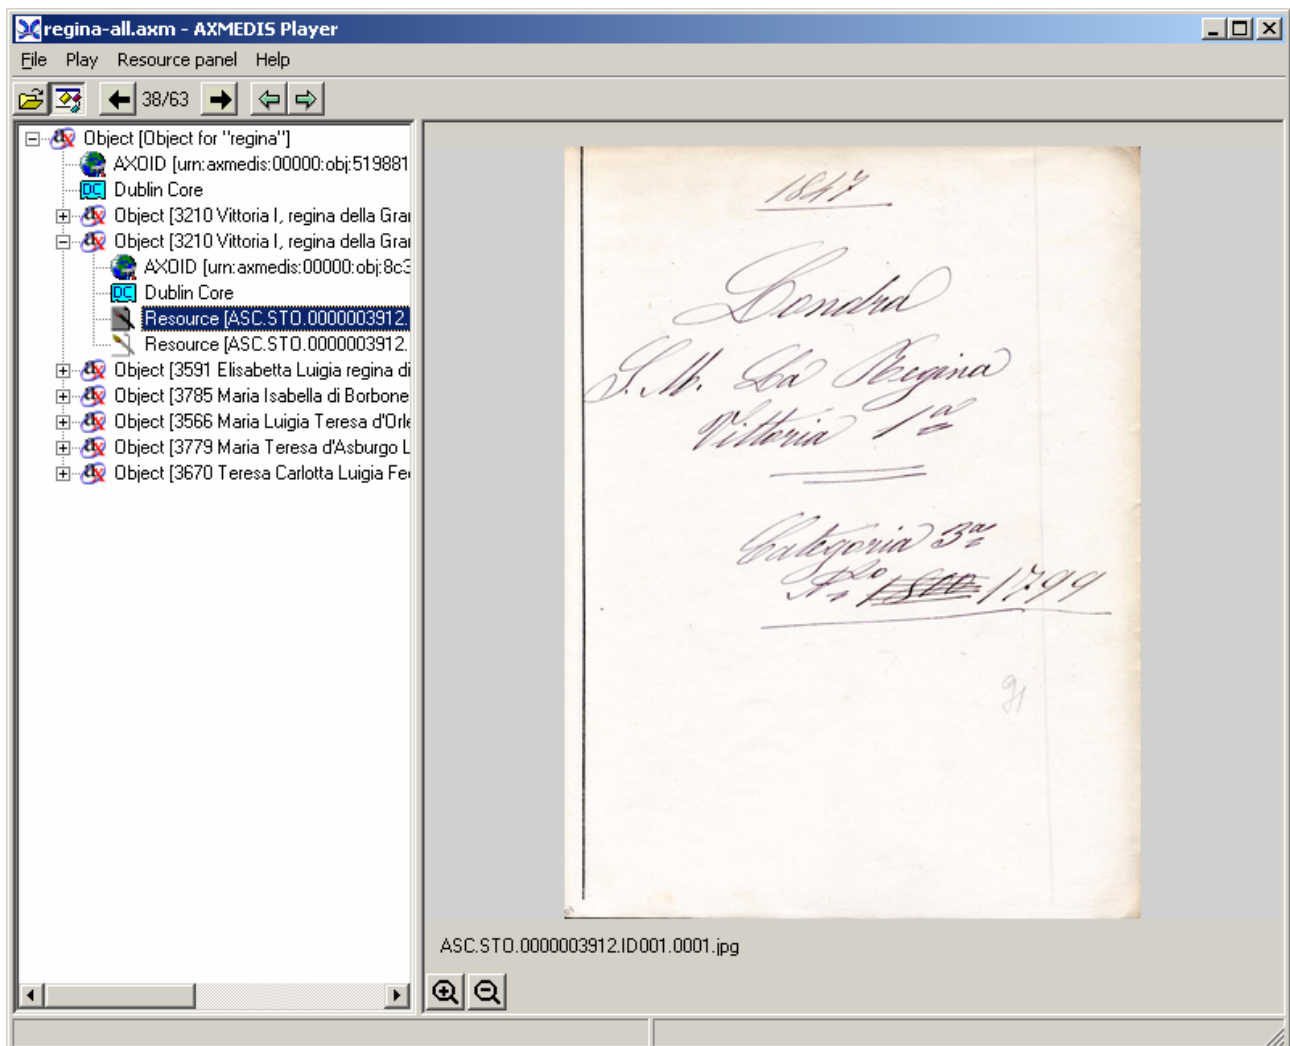 regina-all.axm - AXMEDIS Player
File Play Resource panel Help
38/63
Object [Object for "regina"]
AXOID [urn:axmedis:00000:obj:519881
DC Dublin Core
Object [3210 Vittoria I, regina della Gra
Object [3210 Vittoria I, regina della Gra
AXOID [urn:axmedis:00000:obj:8c3
DC Dublin Core
Resource [ASC.STO.0000003912.
Resource [ASC.STO.0000003912.
Object [3591 Elisabetta Luigia regina di
Object [3785 Maria Isabella di Borbone
Object [3566 Maria Luigia Teresa d'Orle
Object [3779 Maria Teresa d'Asburgo L
Object [3670 Teresa Carlotta Luigia Fe
1847
Londra
S. M. La Regina
Vittoria 1ª
Categoria 3ª
N.º 1800 1799
91
ASC.STO.0000003912.ID001.0001.jpg